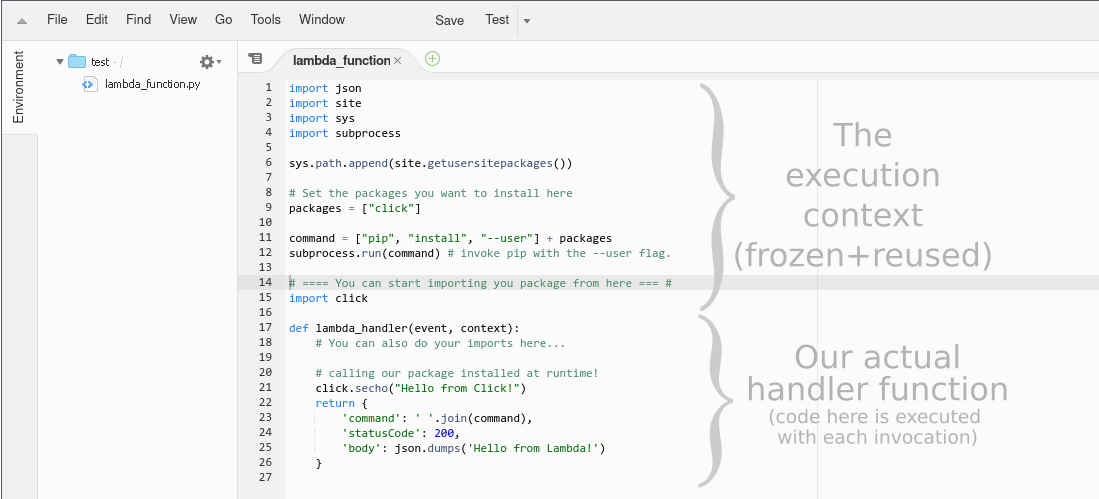 File Edit Find View Go Tools Window Save Test
Environment
test - /
lambda_function.py
lambda_function
1 import json
2 import site
3 import sys
4 import subprocess
5
6 sys.path.append(site.getusersitepackages())
7
8 # Set the packages you want to install here
9 packages = ["click"]
10
11 command = ["pip", "install", "--user"] + packages
12 subprocess.run(command) # invoke pip with the --user flag.
13
14 # ==== You can start importing you package from here === #
15 import click
16
17 def lambda_handler(event, context):
18     # You can also do your imports here...
19
20     # calling our package installed at runtime!
21     click.secho("Hello from Click!")
22     return {
23         'command': ' '.join(command),
24         'statusCode': 200,
25         'body': json.dumps('Hello from Lambda!')
26     }
27
The
execution
context
(frozen+reused)
Our actual
handler function
(code here is executed
with each invocation)